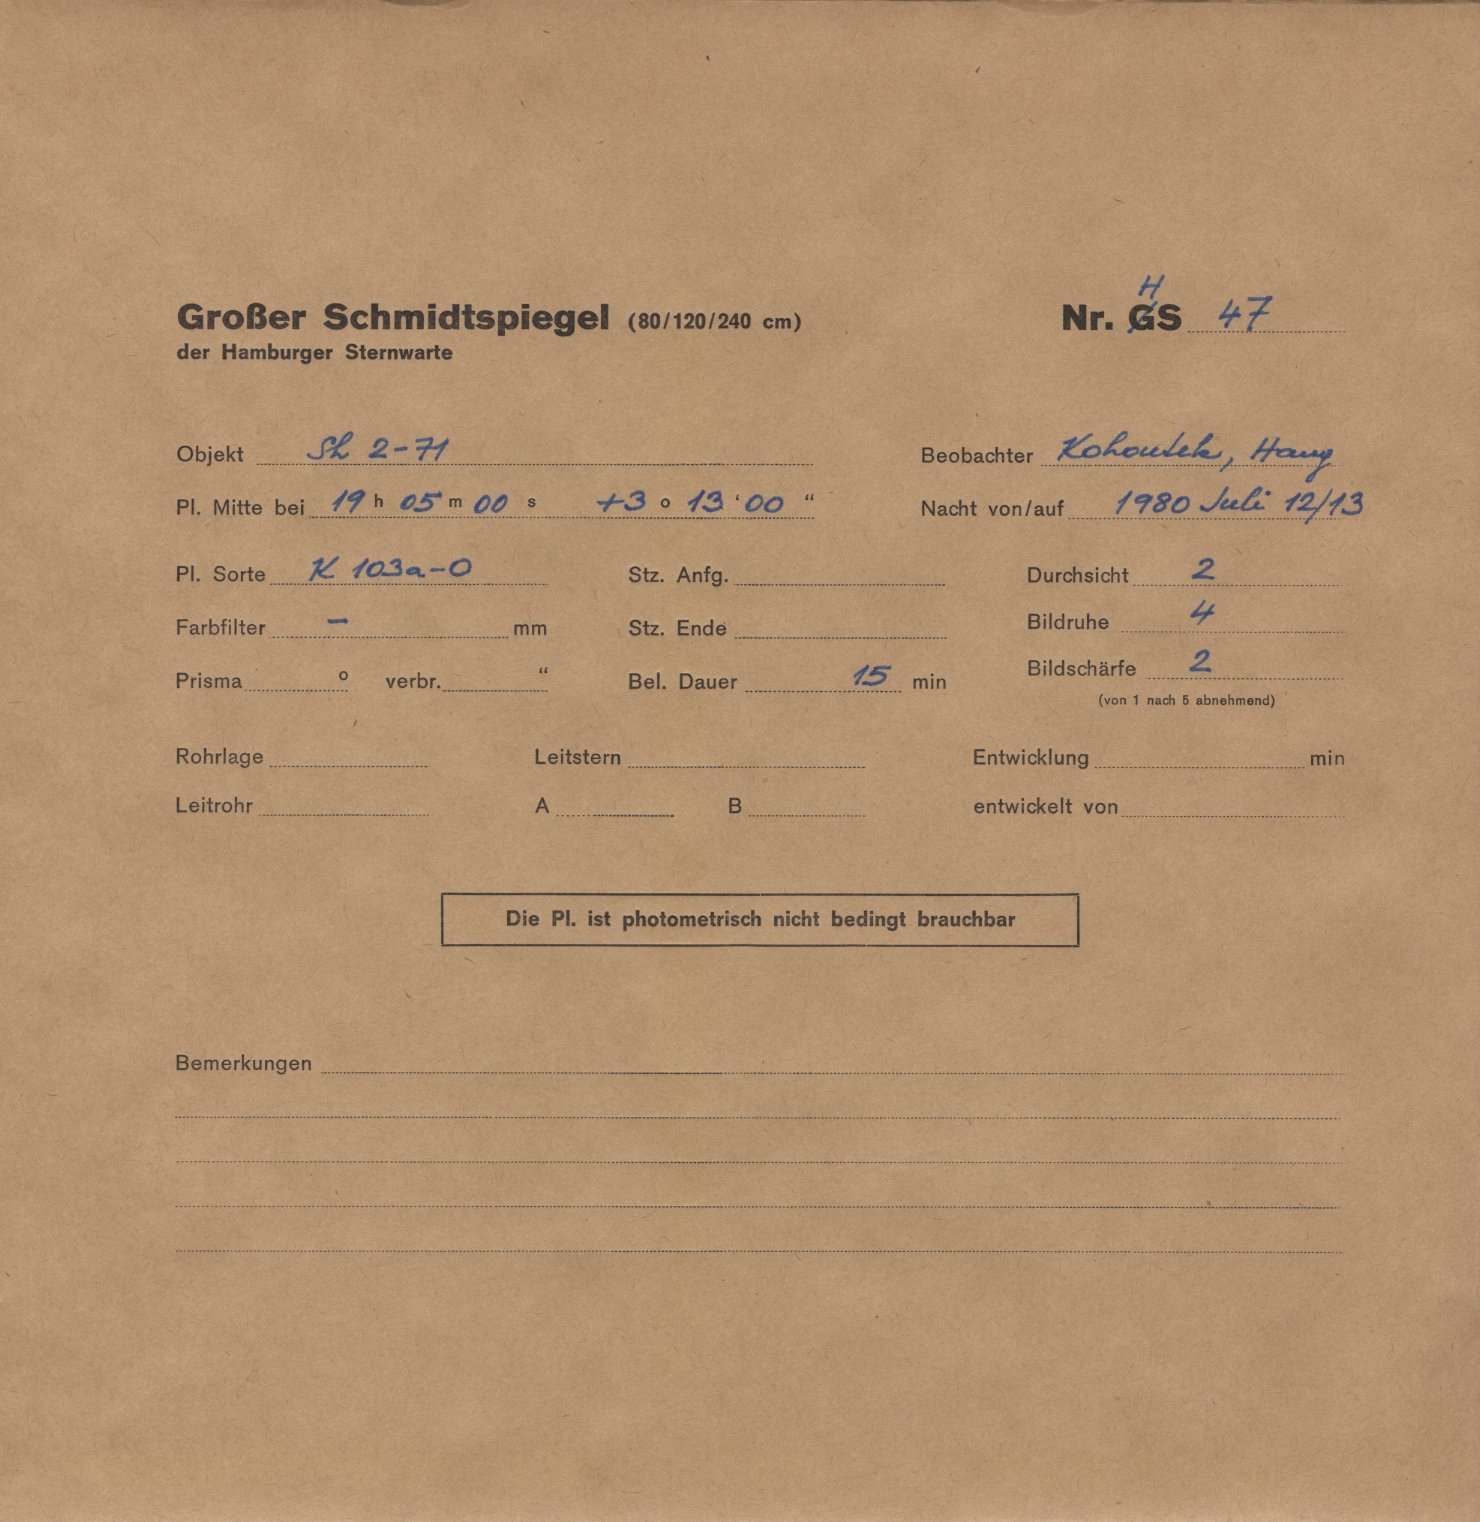 Großer Schmidtspiegel (80/120/240 cm)
der Hamburger Sternwarte
H
Nr. GS 47
Objekt Sh 2-71
Beobachter Kohoutek, Haug
Pl. Mitte bei 19 h 05 m 00 s +3 o 13 ' 00 "
Nacht von/auf 1980 Juli 12/13
Pl. Sorte K 103a-O
Stz. Anfg.
Durchsicht 2
Farbfilter – mm
Stz. Ende
Bildruhe 4
Prisma o verbr. "
Bel. Dauer 15 min
Bildschärfe 2
(von 1 nach 5 abnehmend)
Rohrlage
Leitstern
Entwicklung min
Leitrohr
A B
entwickelt von
Die Pl. ist photometrisch nicht bedingt brauchbar
Bemerkungen